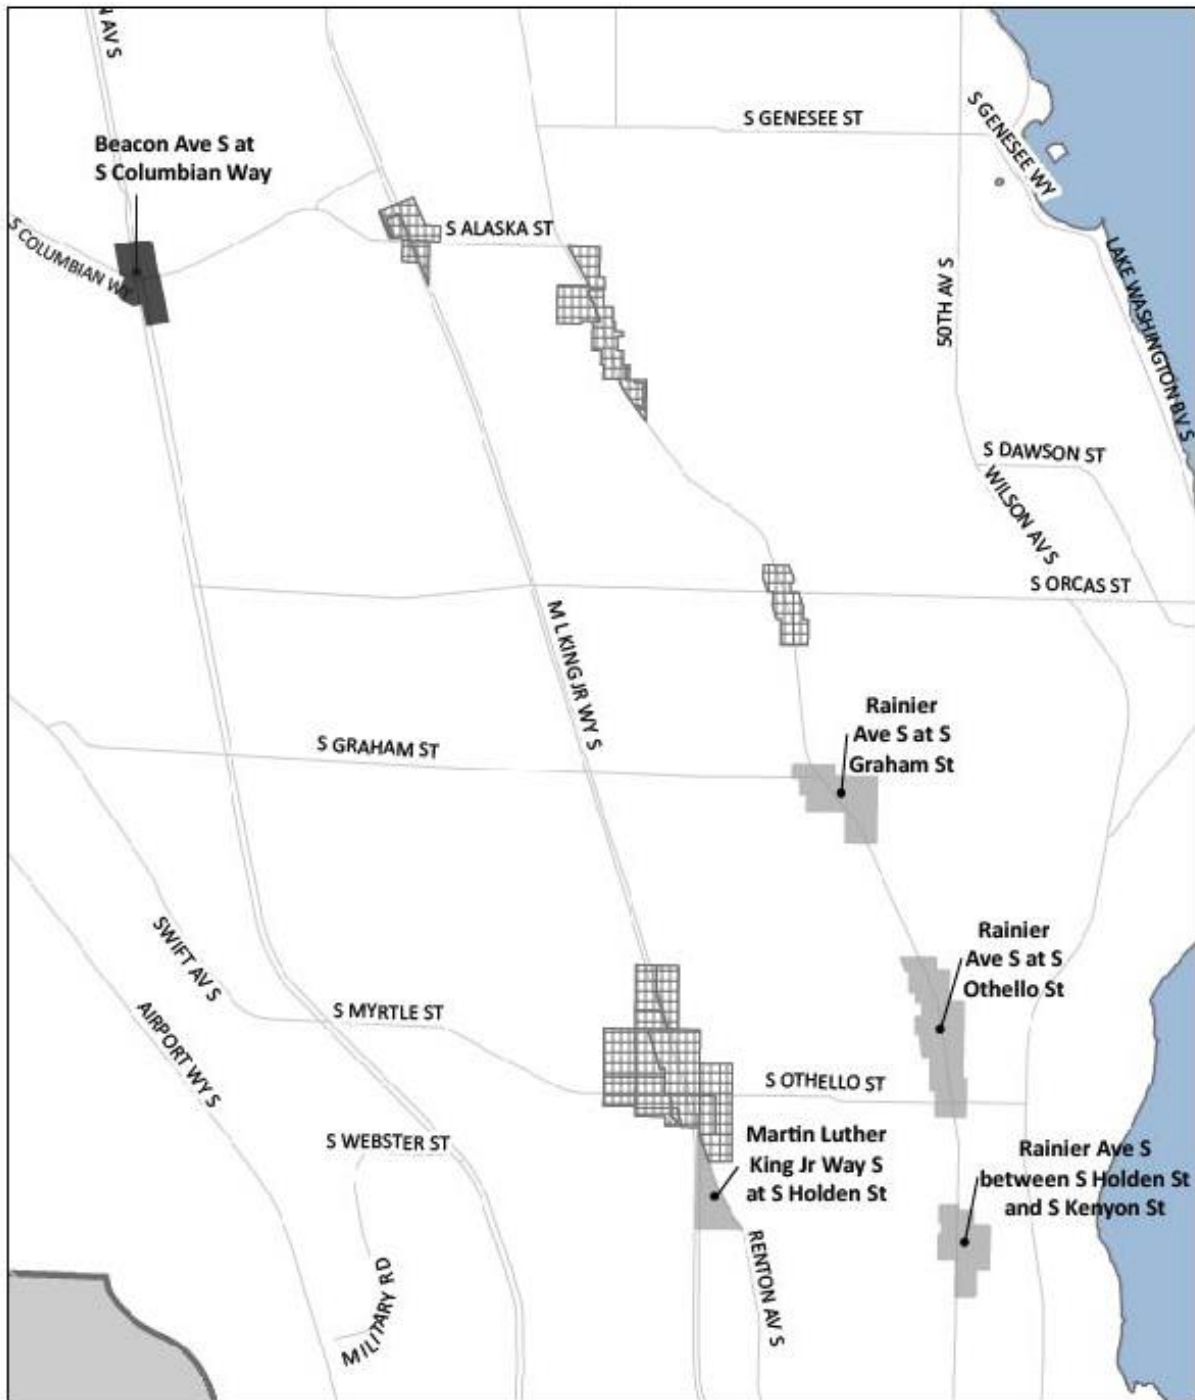 N AV S
S GENESEE ST
S GENESEE WY
Beacon Ave S at
S Columbian Way
S COLUMBIAN WY
S ALASKA ST
50TH AV S
LAKE WASHINGTON BV S
S DAWSON ST
WILSON AV S
S ORCAS ST
M L KING JR WY S
Rainier
Ave S at S
Graham St
S GRAHAM ST
SWIFT AV S
AIRPORT WY S
S MYRTLE ST
Rainier
Ave S at S
Othello St
S OTHELLO ST
S WEBSTER ST
Martin Luther
King Jr Way S
at S Holden St
Rainier Ave S
between S Holden St
and S Kenyon St
RENTON AV S
MILITARY RD